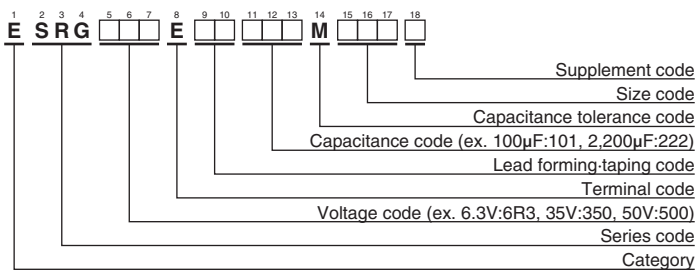 1 2 3 4 5 6 7 8 9 10 11 12 13 14 15 16 17 18
E SRG E M
Supplement code
Size code
Capacitance tolerance code
Capacitance code (ex. 100µF:101, 2,200µF:222)
Lead forming·taping code
Terminal code
Voltage code (ex. 6.3V:6R3, 35V:350, 50V:500)
Series code
Category